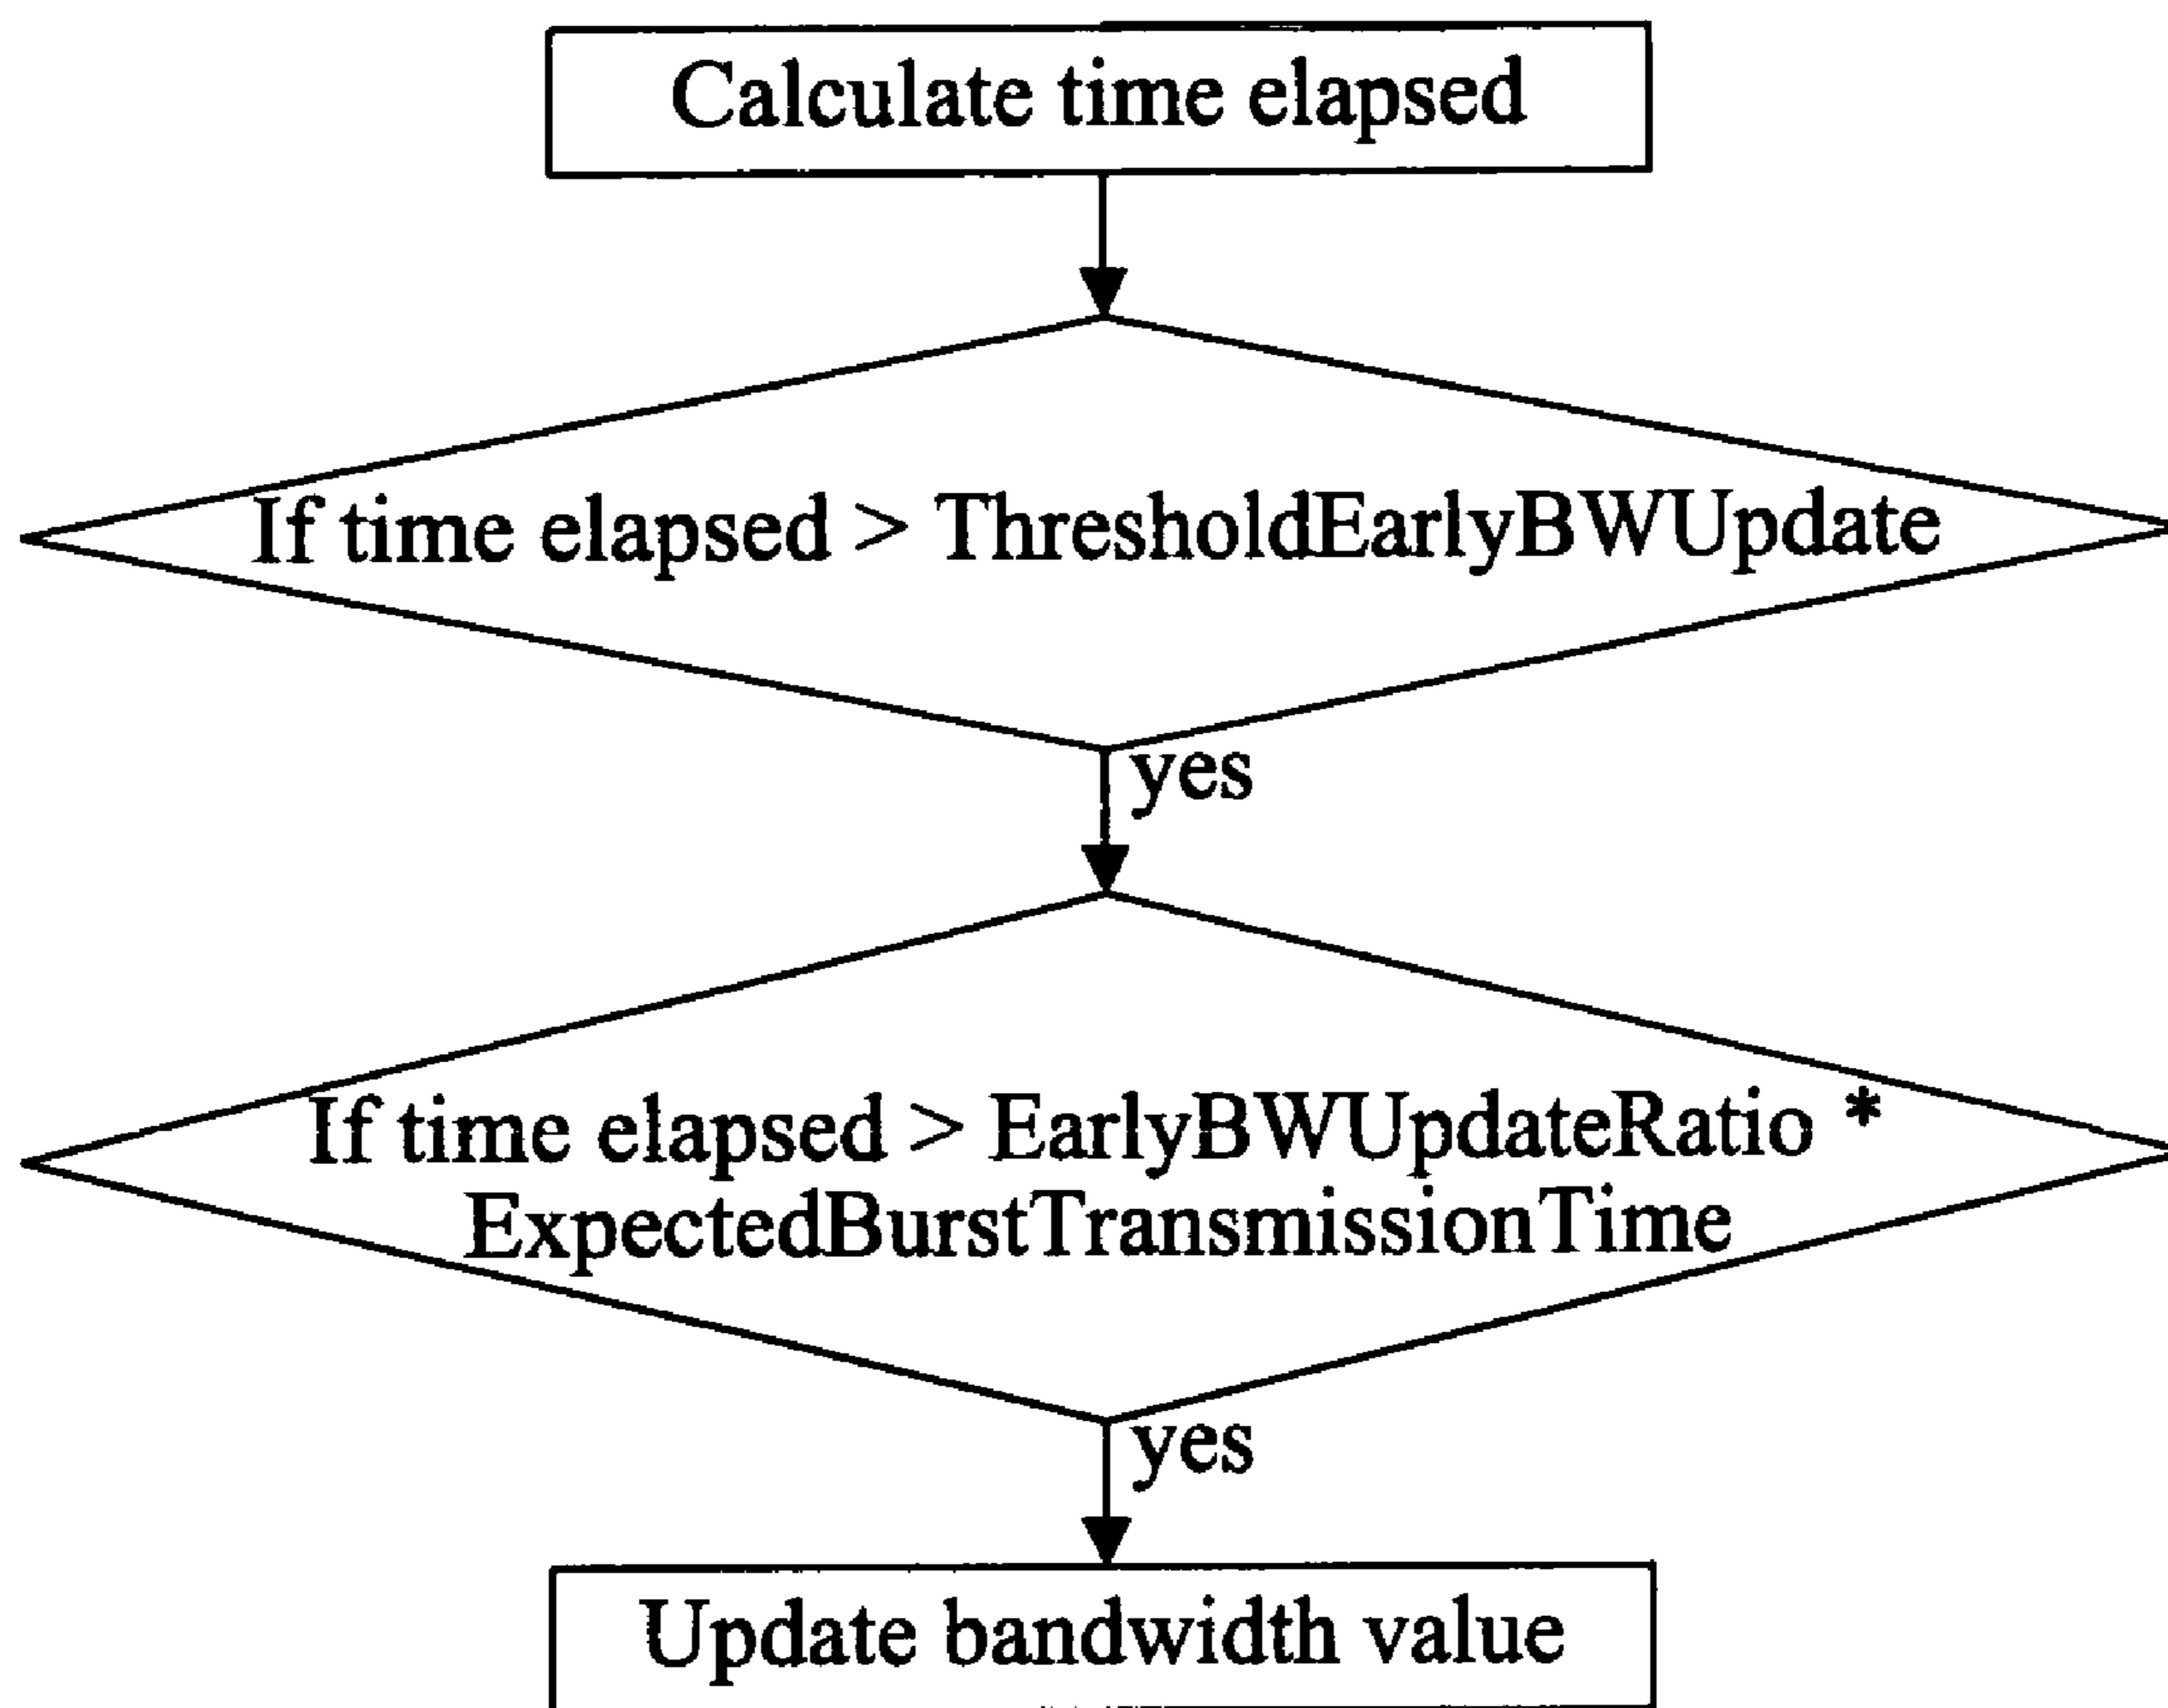 Calculate time elapsed
If time elapsed > ThresholdEarlyBWUpdate
yes
If time elapsed > EarlyBWUpdateRatio *
ExpectedBurstTransmissionTime
yes
Update bandwidth value